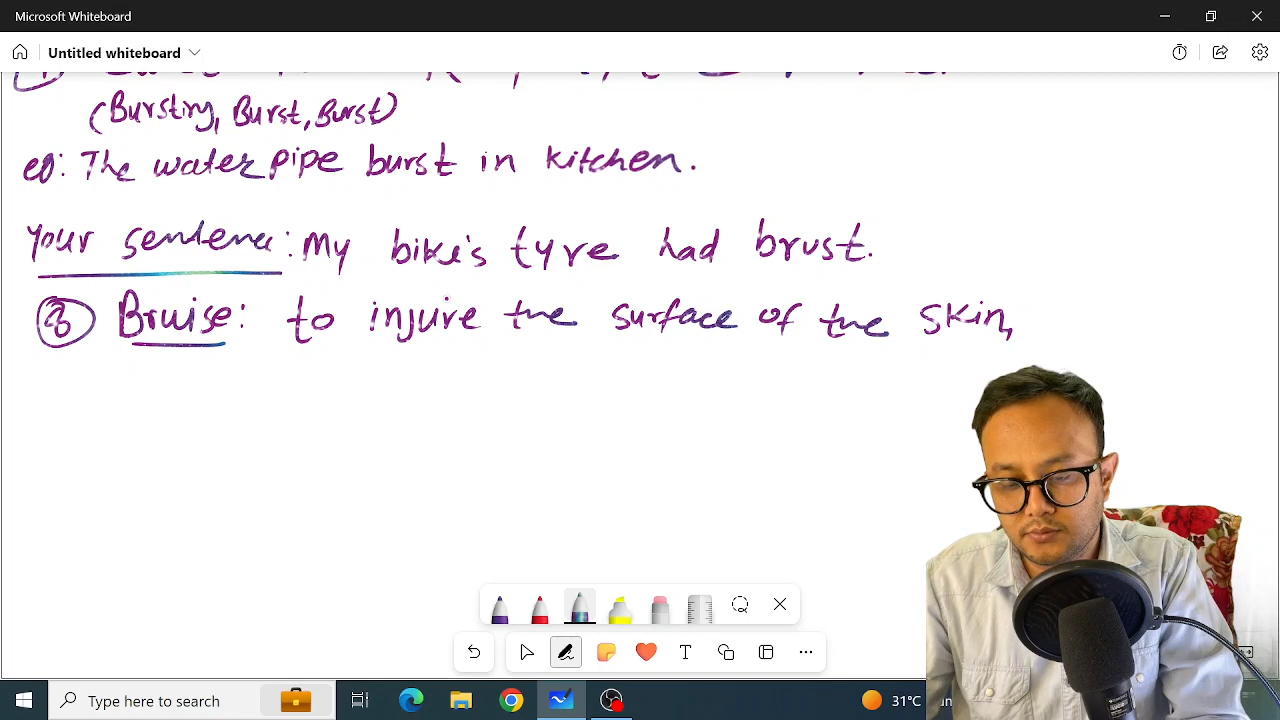 Microsoft Whiteboard
Untitled whiteboard
(Bursting, Burst, Burst)
eg: The water pipe burst in kitchen.
Your sentence: My bike's tyre had brust.
Bruise: to injure the surface of the skin,
Type here to search
31°C